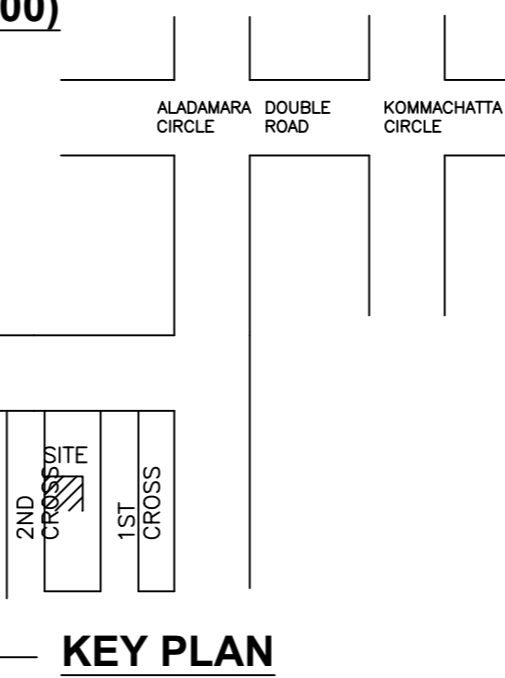 00)
ALADAMARA
CIRCLE
DOUBLE
ROAD
KOMMACHATTA
CIRCLE
SITE
2ND
CROSS
1ST
CROSS
KEY PLAN